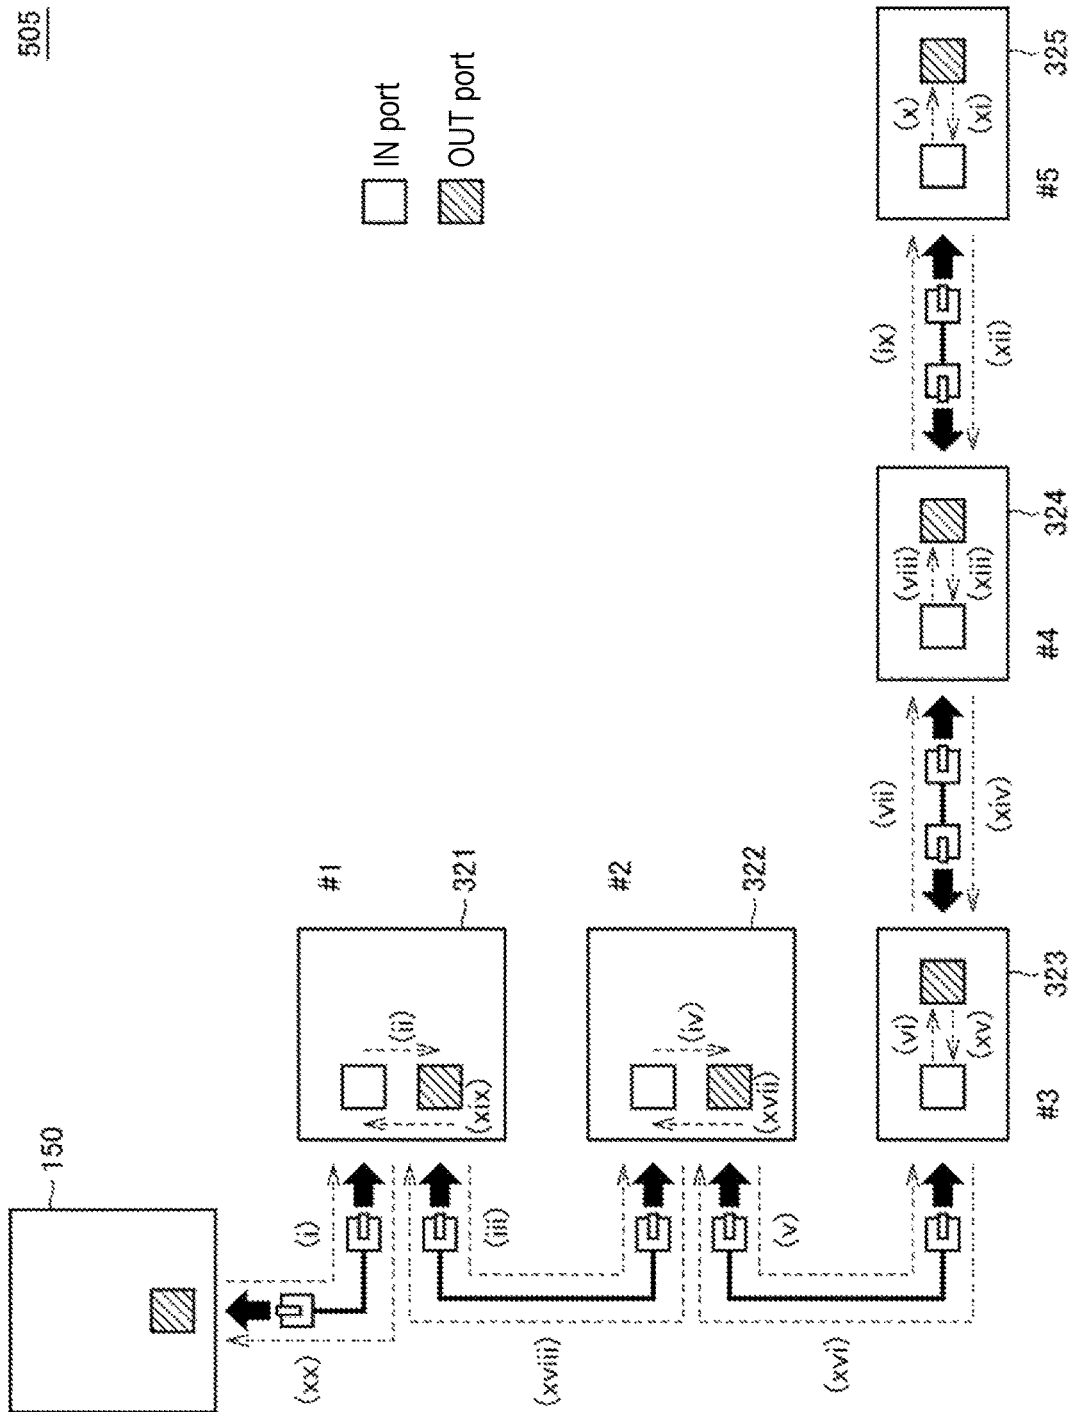 505
IN port
OUT port
150
#1
321
#2
322
#3
323
#4
324
#5
325
(i)
(ii)
(iii)
(iv)
(v)
(vi)
(vii)
(viii)
(ix)
(x)
(xi)
(xii)
(xiii)
(xiv)
(xv)
(xvi)
(xvii)
(xviii)
(xix)
(xx)